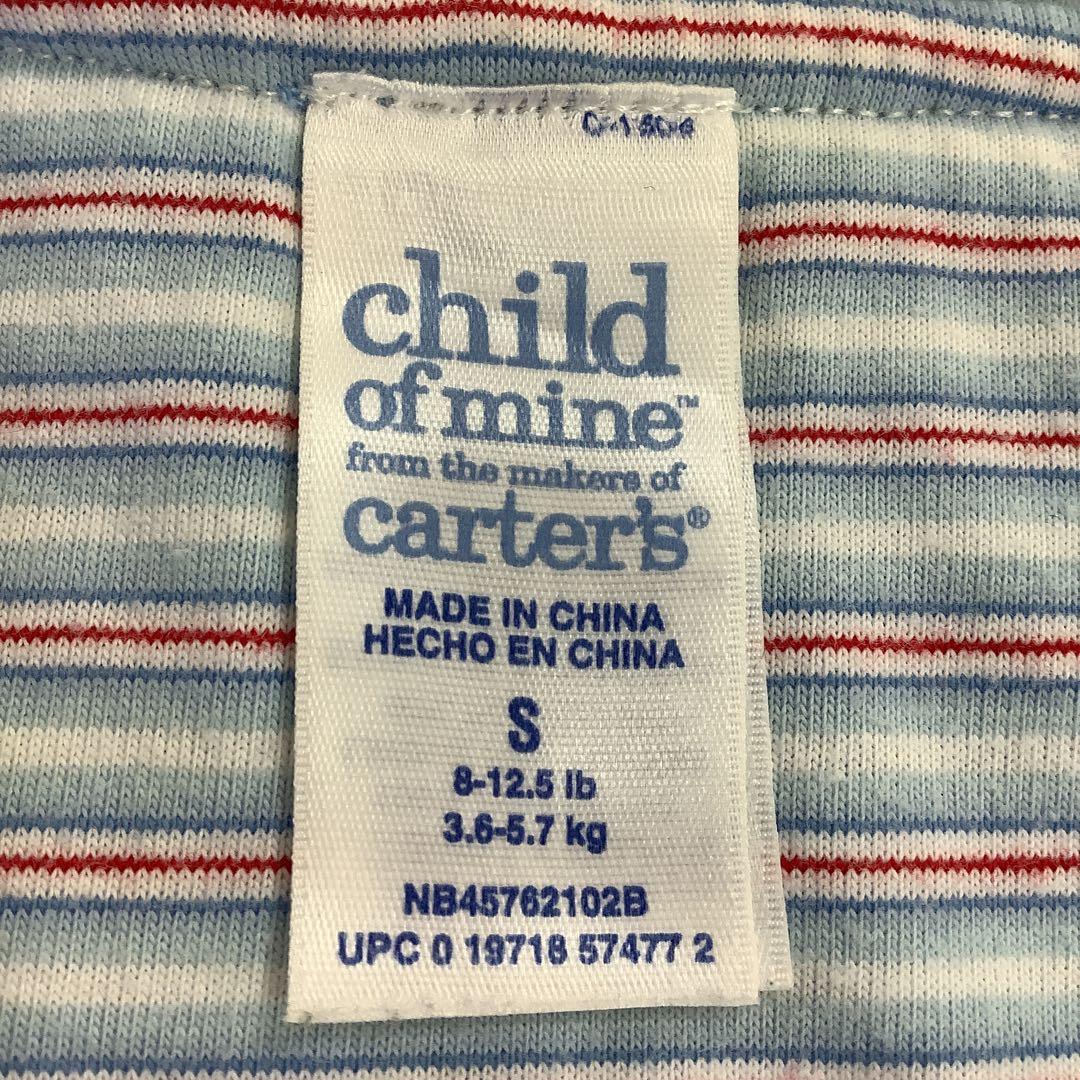 child
of mine™
from the makers of
carter's®
MADE IN CHINA
HECHO EN CHINA
S
8-12.5 lb
3.6-5.7 kg
NB45762102B
UPC 0 19718 57477 2